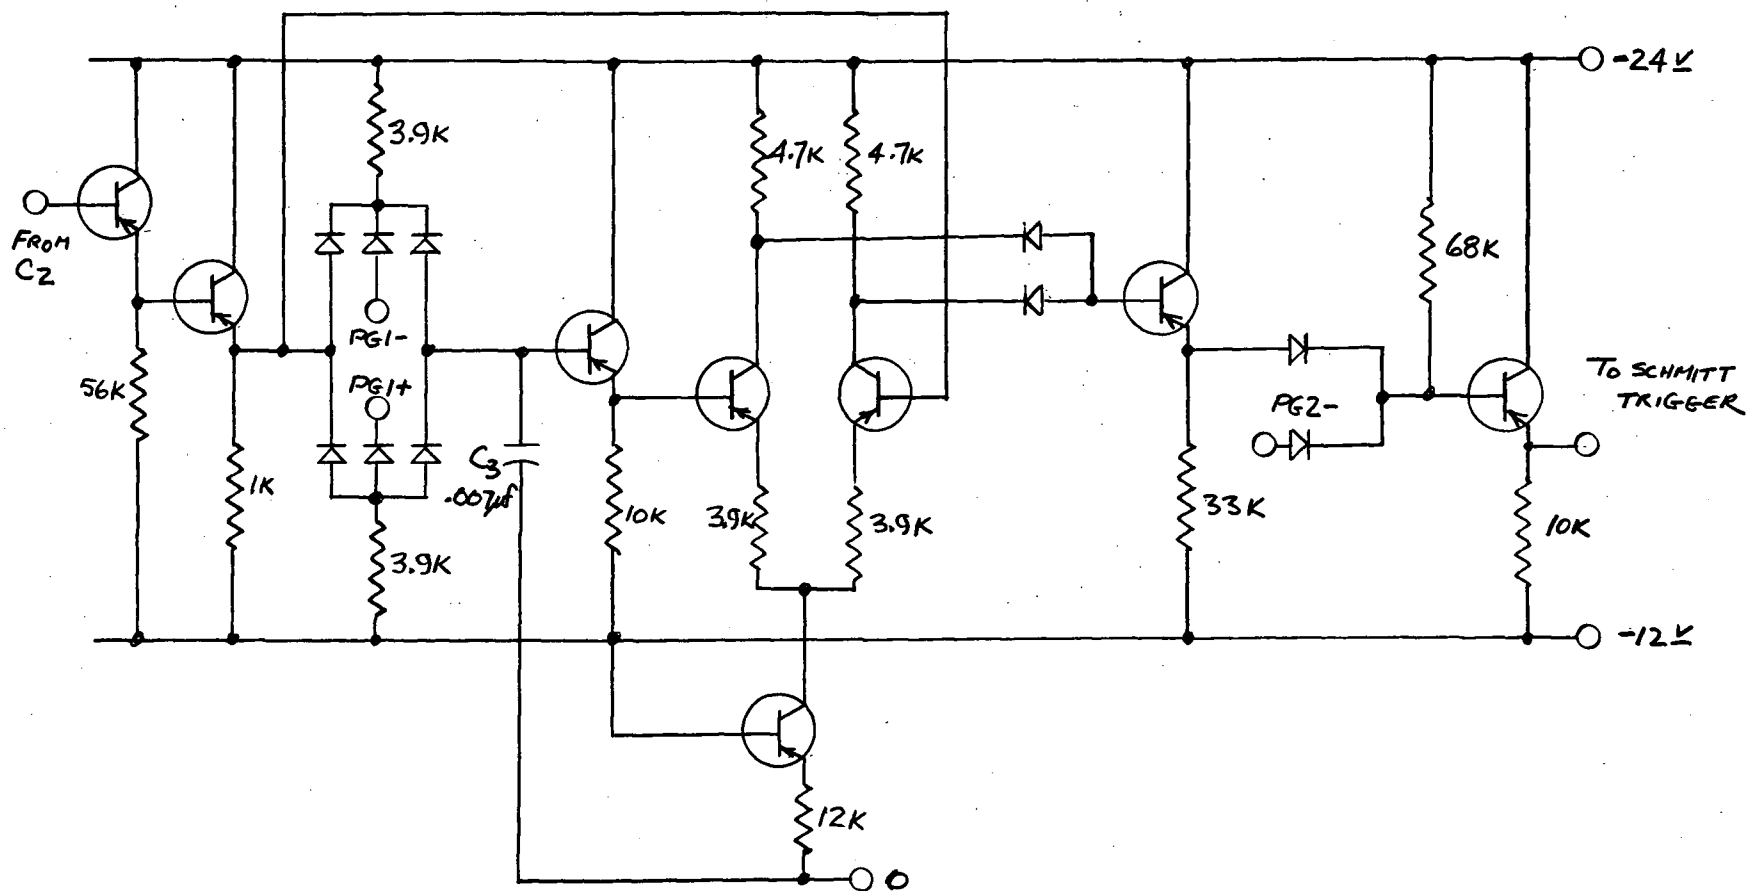 -24V
3.9K
4.7K
4.7K
FROM
C2
68K
PG1-
PG1+
56K
TO SCHMITT
TRIGGER
PG2-
1K
C3
.007µf
10K
3.9K
3.9K
33K
10K
3.9K
-12V
12K
0